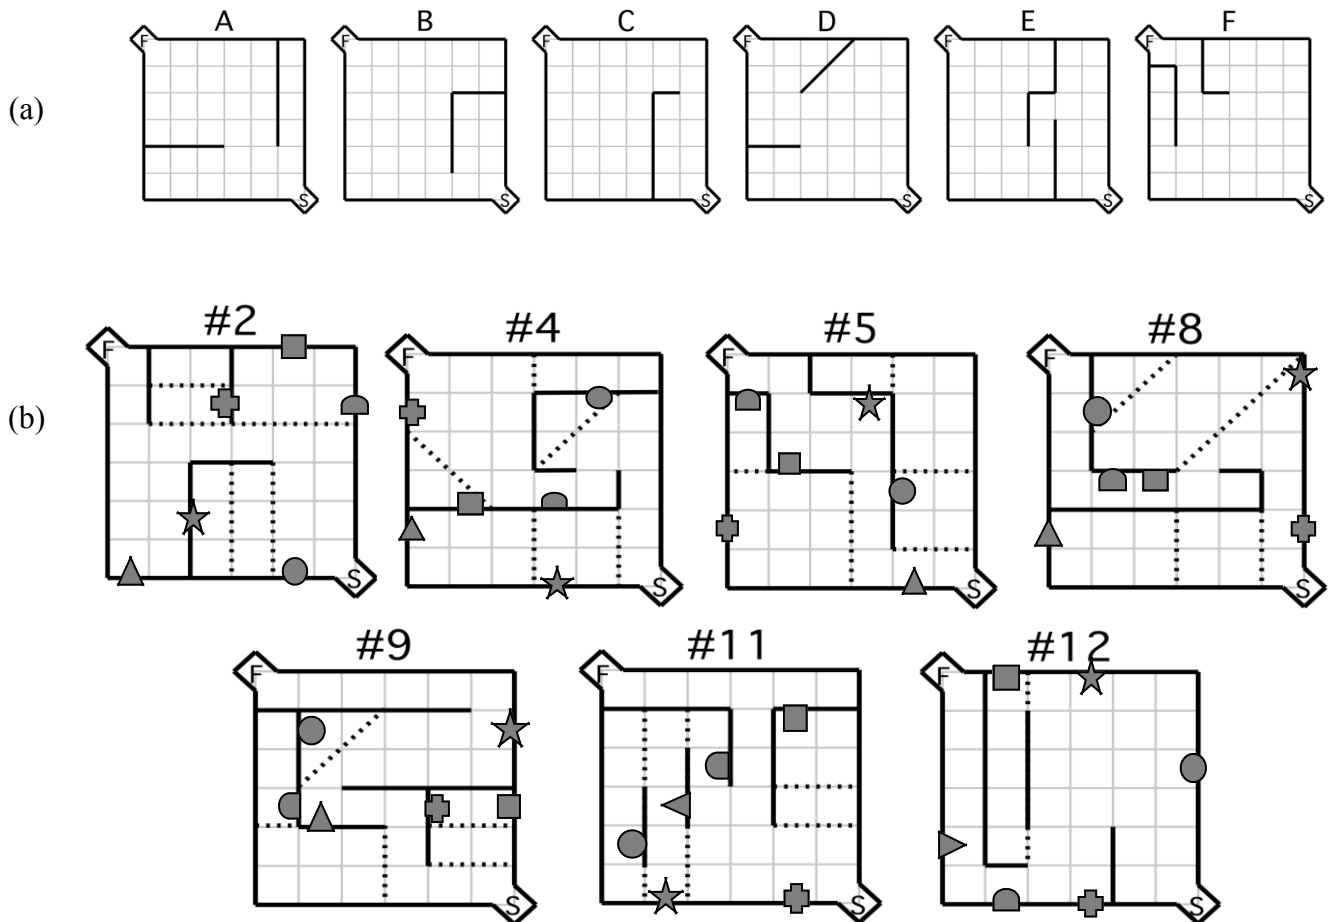 A B C D E F
(a)
F F F F F F
S S S S S S
#2 #4 #5 #8
F F F F
(b)
S S S S
#9 #11 #12
F F F
S S S